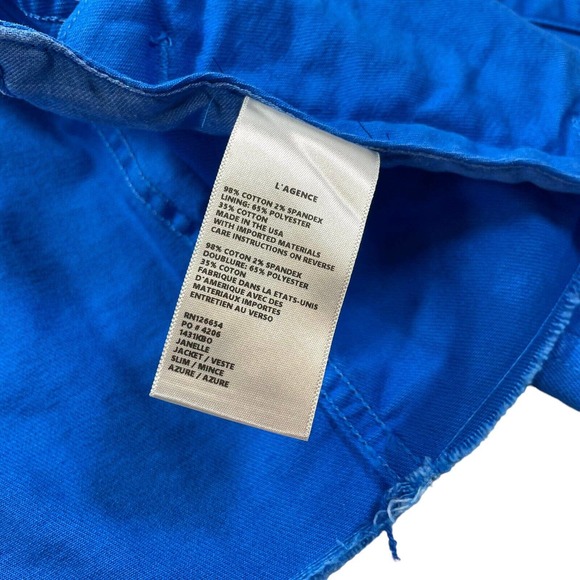 L'AGENCE
98% COTTON 2% SPANDEX
LINING: 65% POLYESTER
35% COTTON
MADE IN THE USA
WITH IMPORTED MATERIALS
CARE INSTRUCTIONS ON REVERSE
98% COTON 2% SPANDEX
DOUBLURE: 65% POLYESTER
35% COTON
FABRIQUE DANS LA ETATS-UNIS
D'AMERIQUE AVEC DES
MATERIAUX IMPORTES
ENTRETIEN AU VERSO
RN126654
PO # 4206
1431KBO
JANELLE
JACKET / VESTE
SLIM / MINCE
AZURE / AZURE